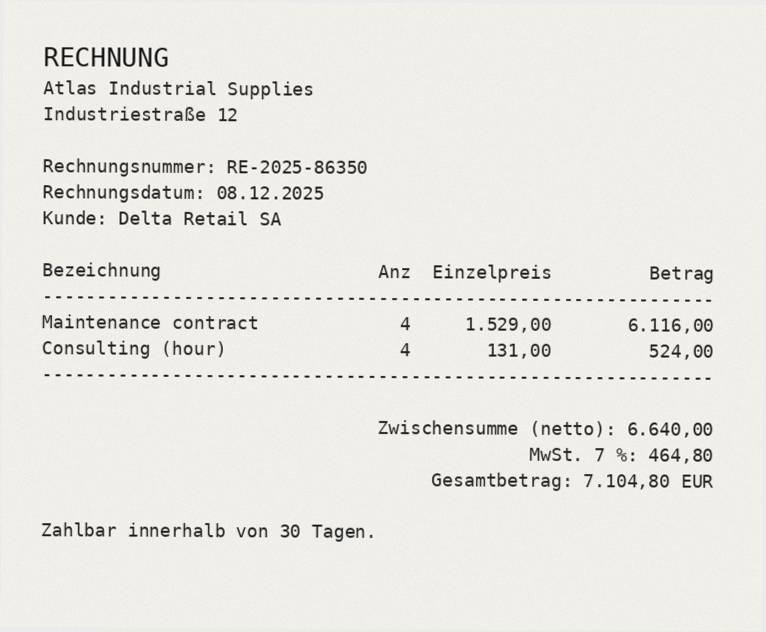 RECHNUNG
Atlas Industrial Supplies
Industriestraße 12
Rechnungsnummer: RE-2025-86350
Rechnungsdatum: 08.12.2025
Kunde: Delta Retail SA
Bezeichnung Anz Einzelpreis Betrag
--------------------------------------------------------------
Maintenance contract 4 1.529,00 6.116,00
Consulting (hour) 4 131,00 524,00
--------------------------------------------------------------
Zwischensumme (netto): 6.640,00
MwSt. 7 %: 464,80
Gesamtbetrag: 7.104,80 EUR
Zahlbar innerhalb von 30 Tagen.